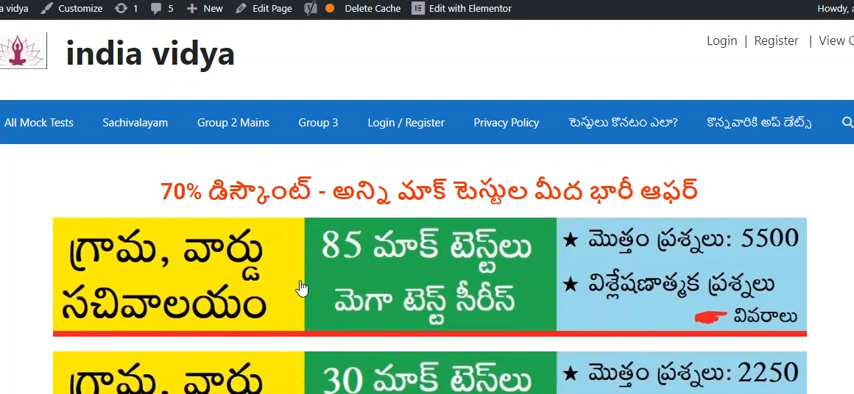 a vidya Customize 1 5 New Edit Page Delete Cache Edit with Elementor Howdy, a
india vidya
Login | Register | View C
All Mock Tests Sachivalayam Group 2 Mains Group 3 Login / Register Privacy Policy టెస్టులు కొనటం ఎలా? కొన్నవారికి అప్ డేట్స్
70% డిస్కౌంట్ - అన్ని మాక్ టెస్టుల మీద భారీ ఆఫర్
గ్రామ, వార్డు
సచివాలయం
85 మాక్ టెస్ట్‌లు
మెగా టెస్ట్ సిరీస్
★ మొత్తం ప్రశ్నలు: 5500
★ విశ్లేషణాత్మక ప్రశ్నలు
వివరాలు
గ్రామ, వార్డు
30 మాక్ టెస్ట్‌లు
★ మొత్తం ప్రశ్నలు: 2250